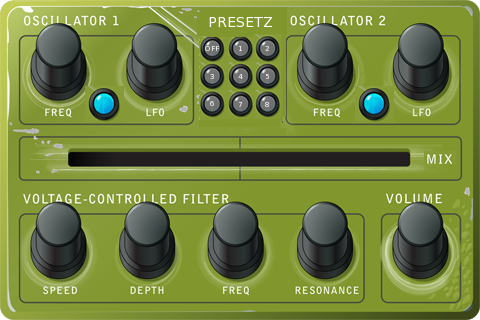 OSCILLATOR 1
PRESETZ
OSCILLATOR 2
OFF 1 2
3 4 5
6 7 8
FREQ LFO
FREQ LFO
MIX
VOLTAGE-CONTROLLED FILTER
VOLUME
SPEED DEPTH FREQ RESONANCE